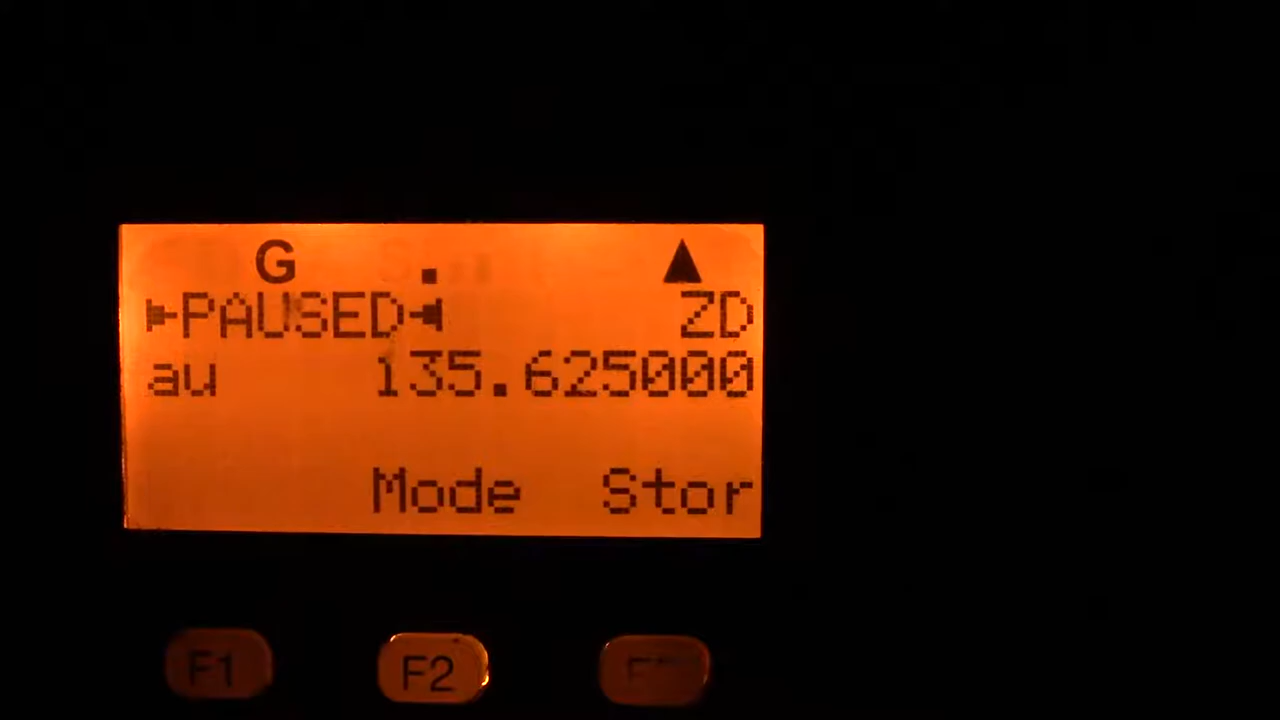 G . ▲
PAUSED ZD
au 135.625000
Mode Stor
F1 F2